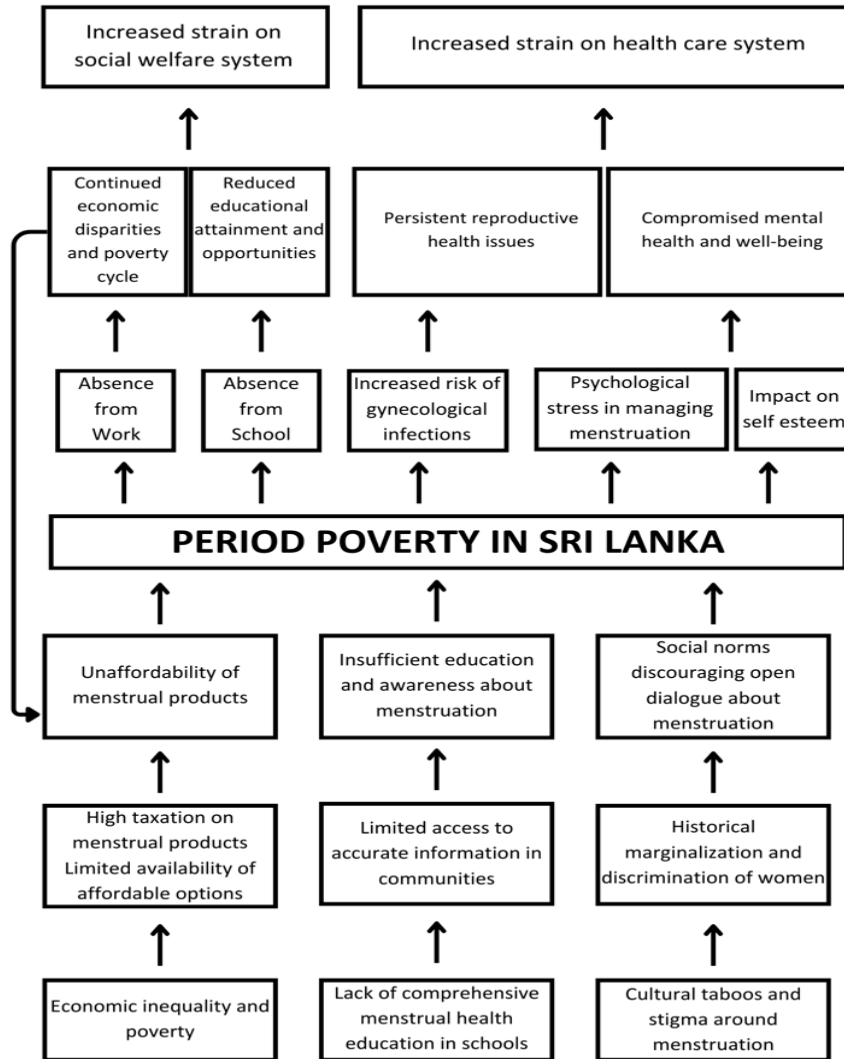 Increased strain on
social welfare system
Increased strain on health care system
Continued
economic
disparities
and poverty
cycle
Reduced
educational
attainment and
opportunities
Persistent reproductive
health issues
Compromised mental
health and well-being
Absence
from
Work
Absence
from
School
Increased risk of
gynecological
infections
Psychological
stress in managing
menstruation
Impact on
self esteem
PERIOD POVERTY IN SRI LANKA
Unaffordability of
menstrual products
Insufficient education
and awareness about
menstruation
Social norms
discouraging open
dialogue about
menstruation
High taxation on
menstrual products
Limited availability of
affordable options
Limited access to
accurate information in
communities
Historical
marginalization and
discrimination of women
Economic inequality and
poverty
Lack of comprehensive
menstrual health
education in schools
Cultural taboos and
stigma around
menstruation